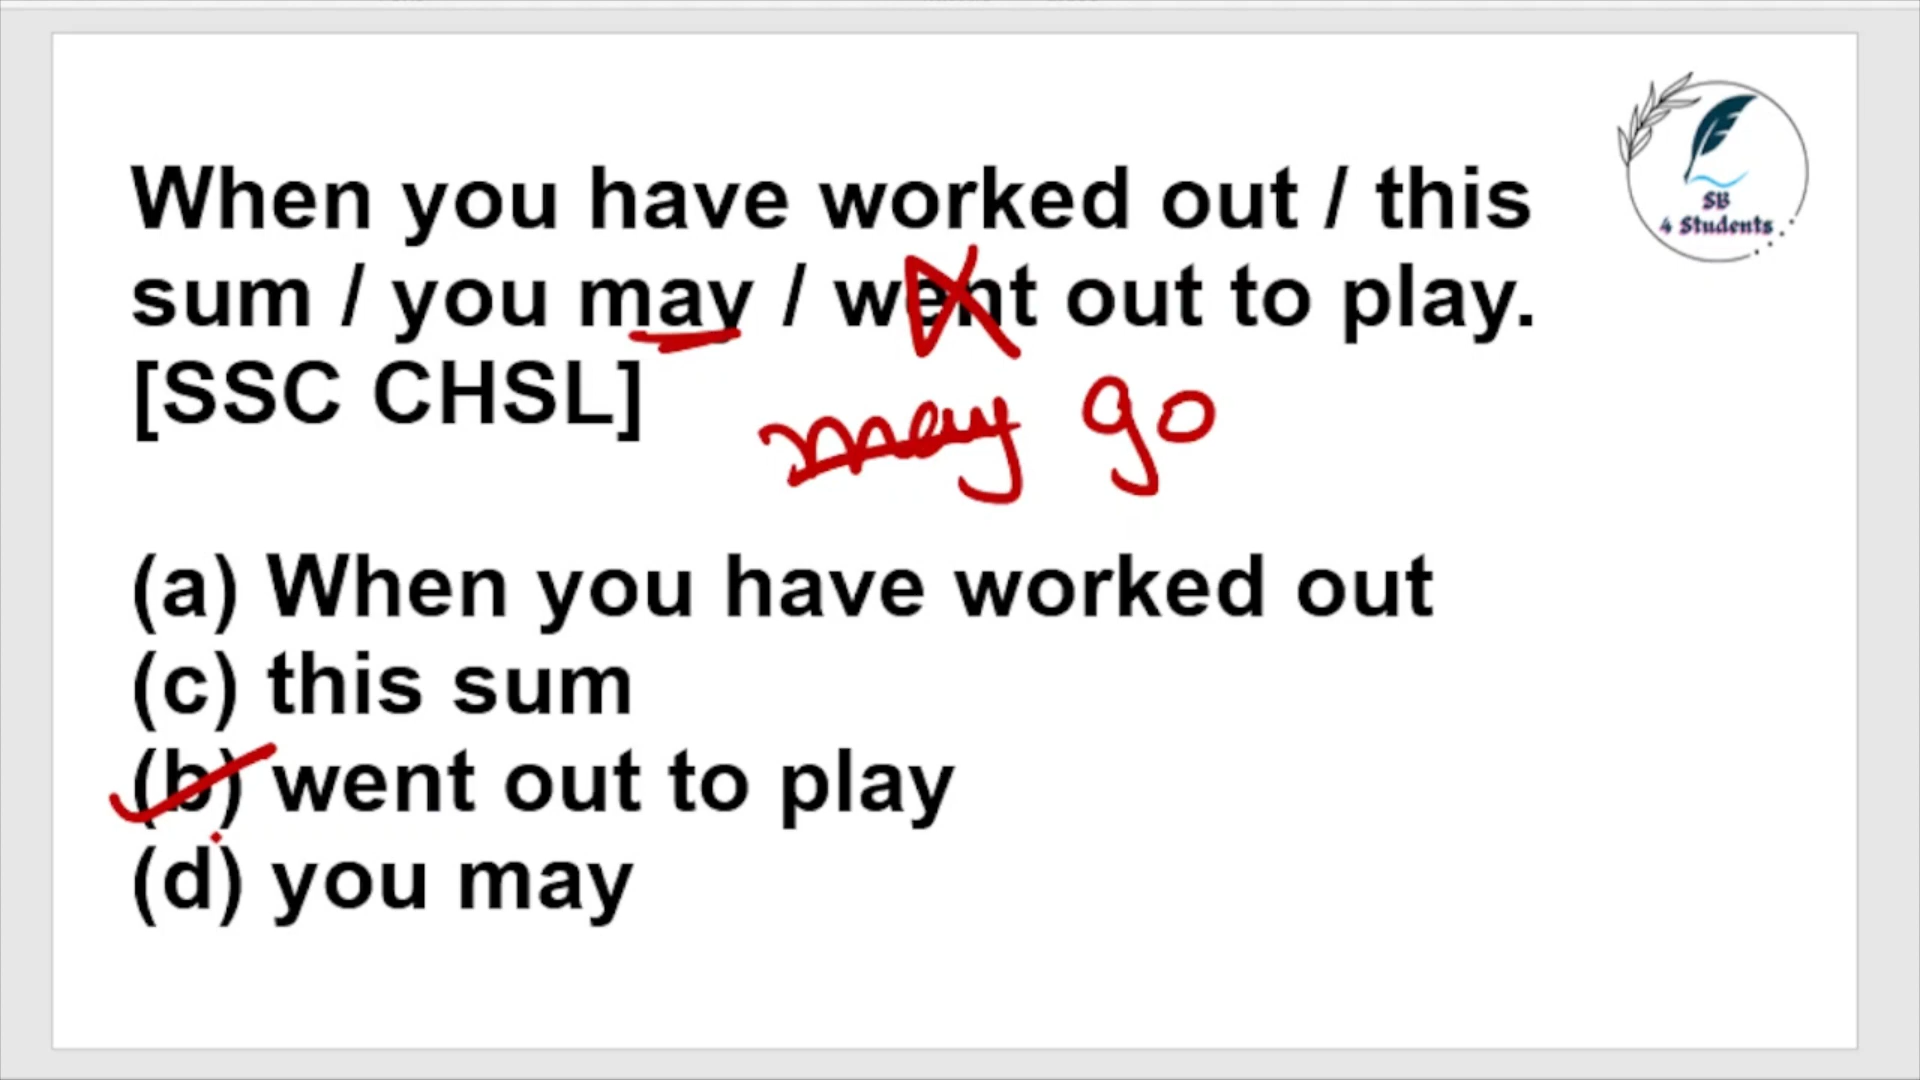 When you have worked out / this
sum / you may / went out to play.
[SSC CHSL]
may go
(a) When you have worked out
(c) this sum
(b) went out to play
(d) you may
SB
4 Students